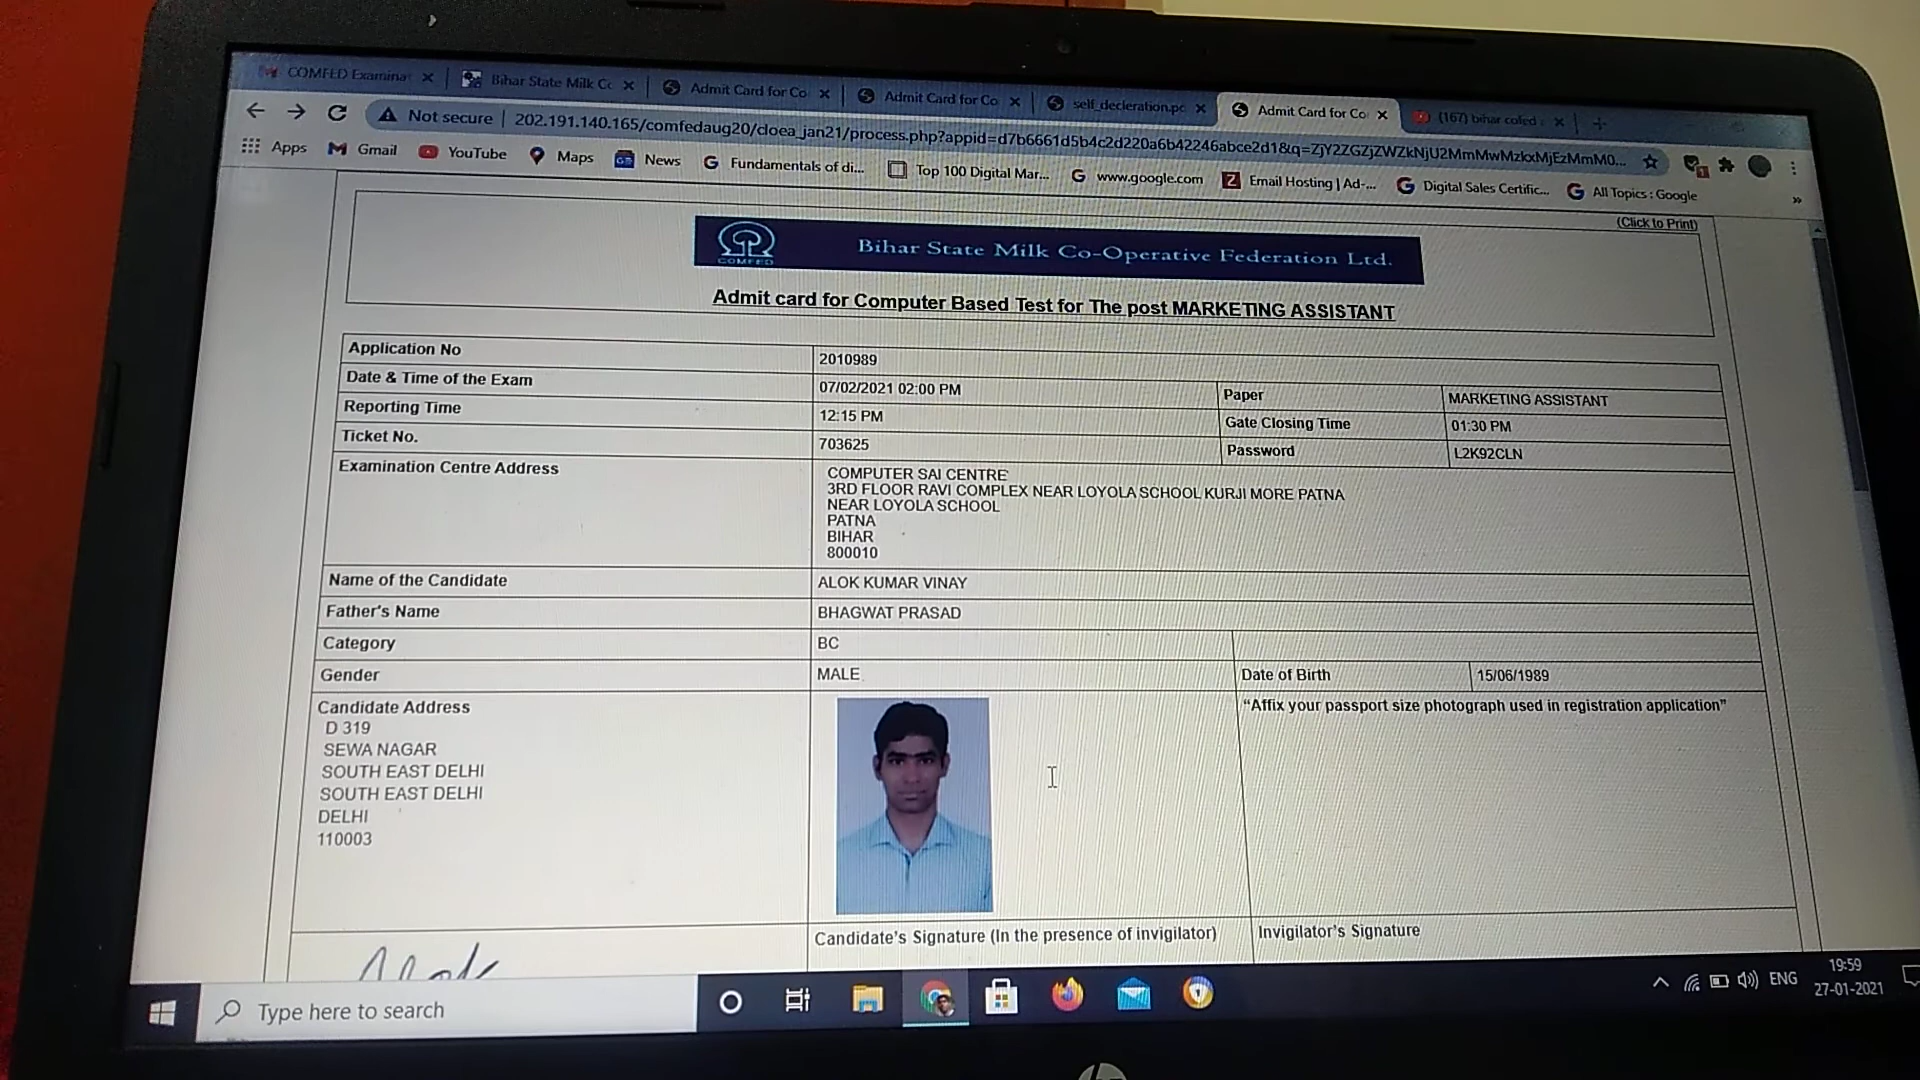 COMFED Examina
Bihar State Milk Co
Admit Card for Co
Admit Card for Co
self_decleration.pc
Admit Card for Co
(167) bihar cofed
Not secure | 202.191.140.165/comfedaug20/cloea_jan21/process.php?appid=d7b6661d5b4c2d220a6b42246abce2d1&q=ZjY2ZGZjZWZkNjU2MmMwMzkxMjEzMmM0...
Apps Gmail YouTube Maps News Fundamentals of di... Top 100 Digital Mar... www.google.com Email Hosting | Ad-... Digital Sales Certific... All Topics : Google »
(Click to Print)
COMFED
Bihar State Milk Co-Operative Federation Ltd.
Admit card for Computer Based Test for The post MARKETING ASSISTANT
Application No 2010989
Date & Time of the Exam 07/02/2021 02:00 PM Paper MARKETING ASSISTANT
Reporting Time 12:15 PM Gate Closing Time 01:30 PM
Ticket No. 703625 Password L2K92CLN
Examination Centre Address COMPUTER SAI CENTRE
3RD FLOOR RAVI COMPLEX NEAR LOYOLA SCHOOL KURJI MORE PATNA
NEAR LOYOLA SCHOOL
PATNA
BIHAR
800010
Name of the Candidate ALOK KUMAR VINAY
Father's Name BHAGWAT PRASAD
Category BC
Gender MALE Date of Birth 15/06/1989
Candidate Address
D 319
SEWA NAGAR
SOUTH EAST DELHI
SOUTH EAST DELHI
DELHI
110003
"Affix your passport size photograph used in registration application"
Candidate's Signature (In the presence of invigilator) Invigilator's Signature
Alok
Type here to search
ENG
19:59
27-01-2021
hp